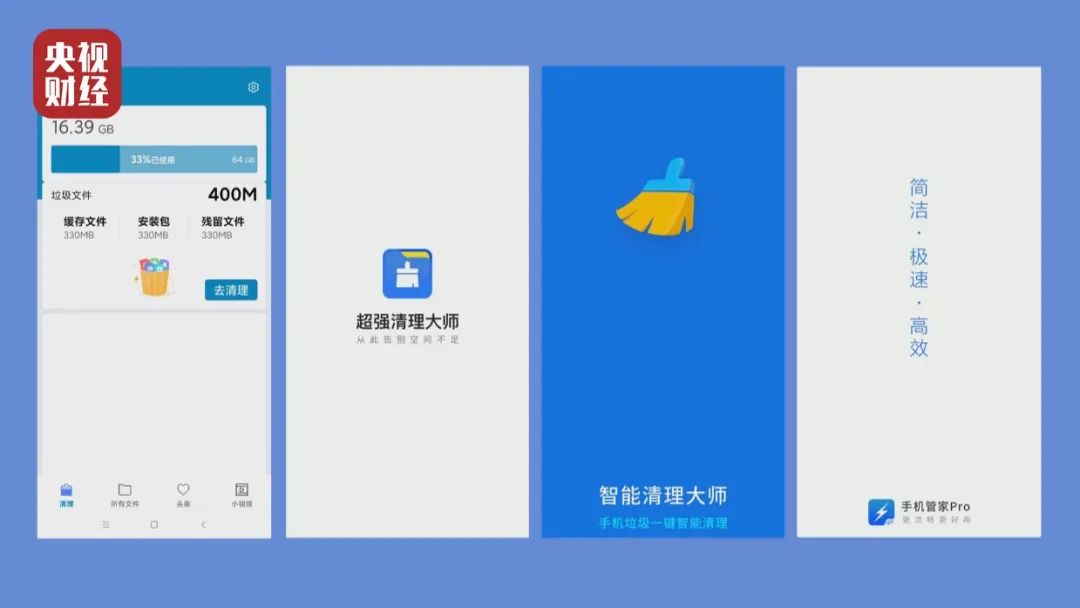 央视
财经
16.39 GB
33%已使用
64 GB
垃圾文件
400M
缓存文件
安装包
残留文件
330MB
330MB
330MB
去清理
清理
所有文件
头条
小视频
超强清理大师
从此告别空间不足
智能清理大师
手机垃圾一键智能清理
简洁·极速·高效
手机管家Pro
更流畅更好用